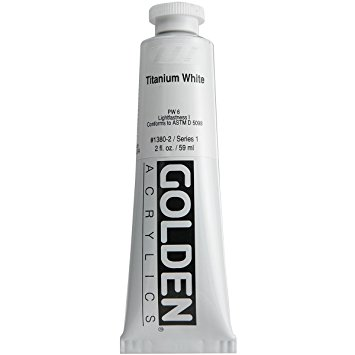 Titanium White
PW 6
Lightfastness I
Conforms to ASTM D 5098
#1380-2 / Series 1
2 fl. oz. / 59 ml
GOLDEN
®
ACRYLICS